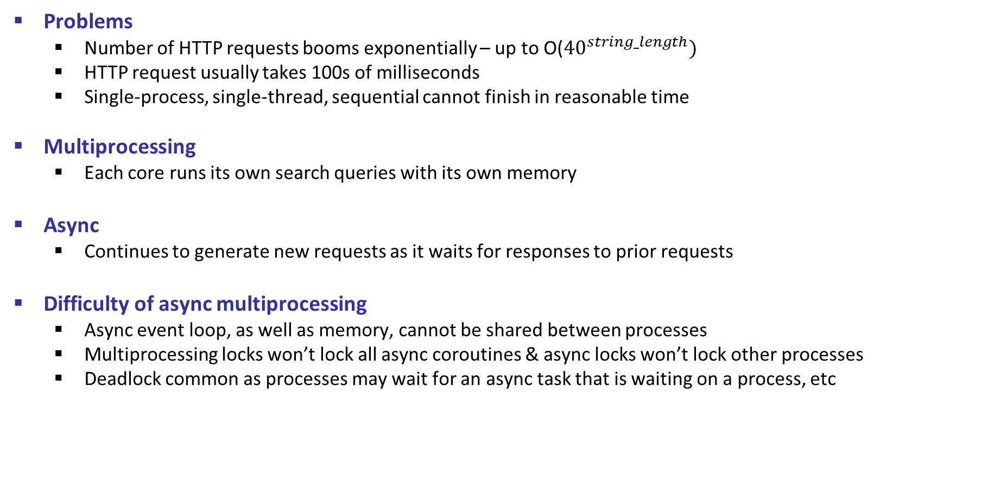 ▪ Problems
▪ Number of HTTP requests booms exponentially – up to O(40^string_length)
▪ HTTP request usually takes 100s of milliseconds
▪ Single-process, single-thread, sequential cannot finish in reasonable time
▪ Multiprocessing
▪ Each core runs its own search queries with its own memory
▪ Async
▪ Continues to generate new requests as it waits for responses to prior requests
▪ Difficulty of async multiprocessing
▪ Async event loop, as well as memory, cannot be shared between processes
▪ Multiprocessing locks won’t lock all async coroutines & async locks won’t lock other processes
▪ Deadlock common as processes may wait for an async task that is waiting on a process, etc